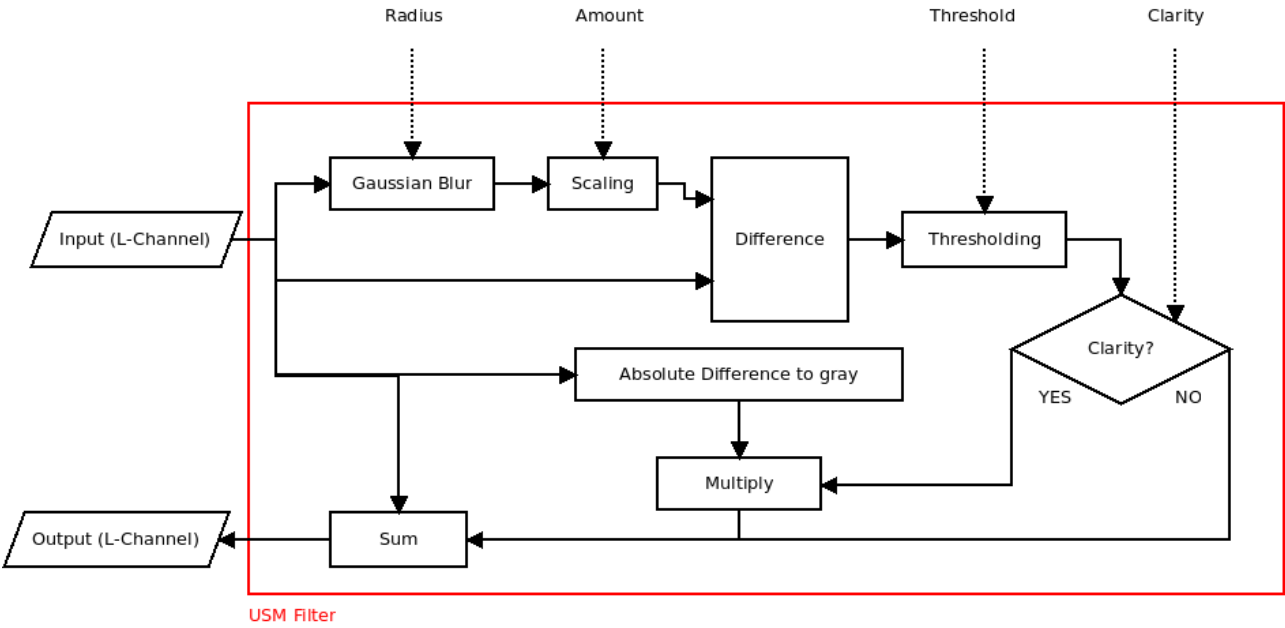 Radius
Amount
Threshold
Clarity
Gaussian Blur
Scaling
Input (L-Channel)
Difference
Thresholding
Clarity?
Absolute Difference to gray
YES
NO
Multiply
Output (L-Channel)
Sum
USM Filter